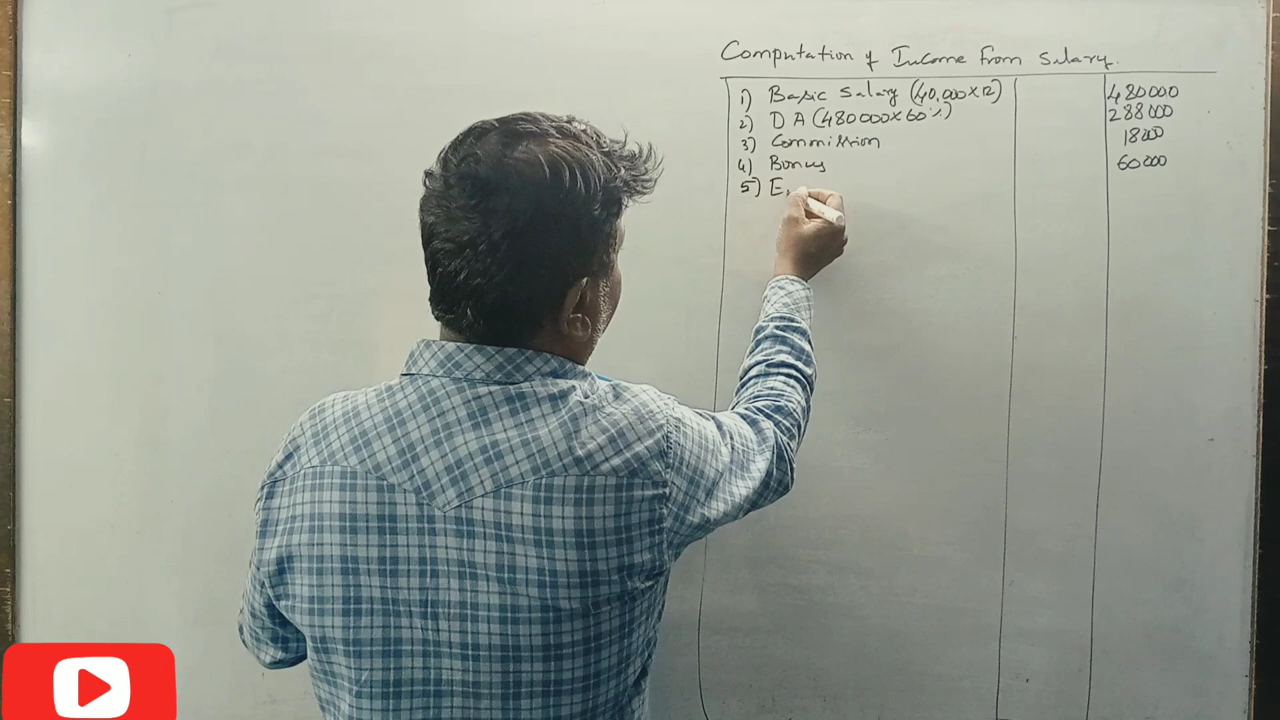 Computation of Income From Salary.
1) Basic Salary (40,000 X 12) 480000
2) DA (480000 X 60%) 288000
3) Commission 18000
4) Bonus 60000
5) E